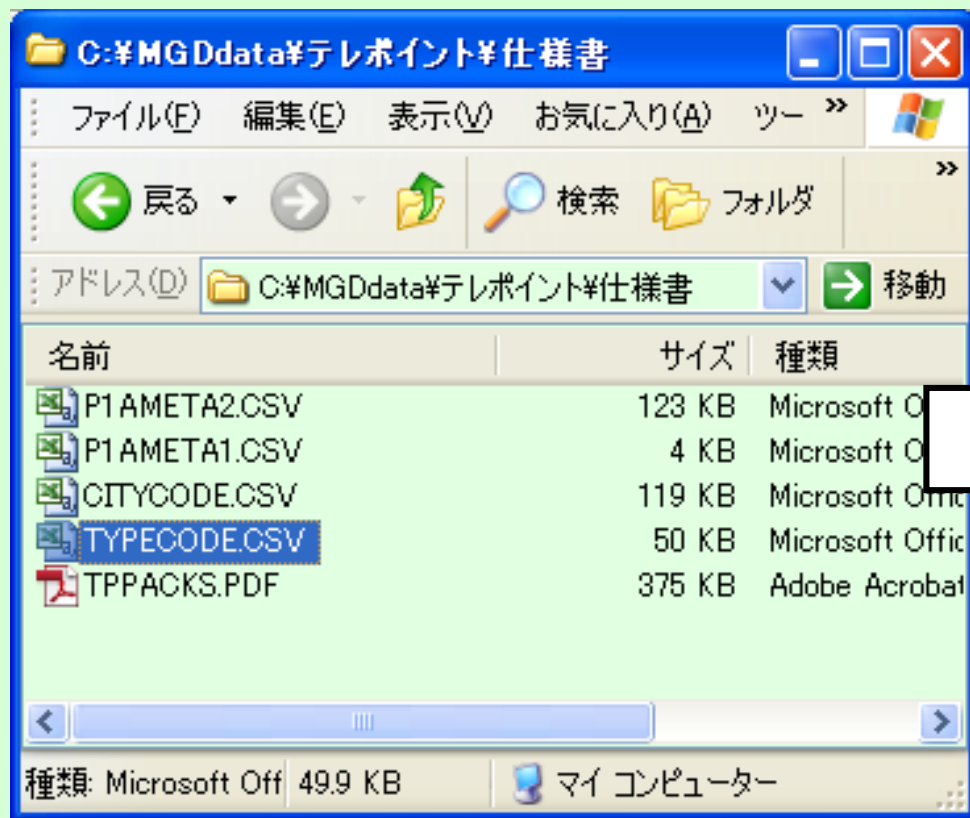 C:¥MGDdata¥テレポイント¥仕様書
ファイル(F) 編集(E) 表示(V) お気に入り(A) ツー »
戻る 検索 フォルダ »
アドレス(D) C:¥MGDdata¥テレポイント¥仕様書 移動
名前 サイズ 種類
P1AMETA2.CSV 123 KB Microsoft O
P1AMETA1.CSV 4 KB Microsoft O
CITYCODE.CSV 119 KB Microsoft Offic
TYPECODE.CSV 50 KB Microsoft Offic
TPPACKS.PDF 375 KB Adobe Acrobat
種類: Microsoft Off 49.9 KB マイ コンピューター